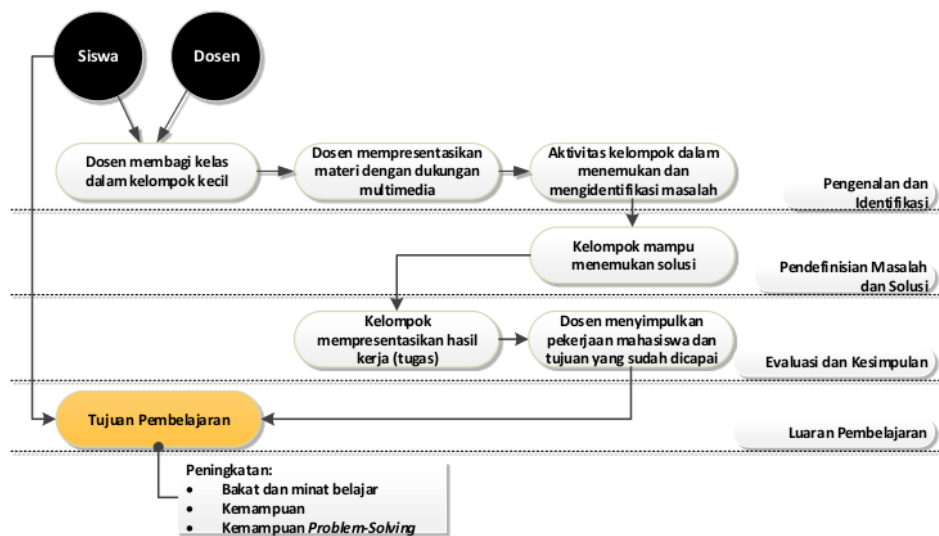 Siswa
Dosen
Dosen membagi kelas
dalam kelompok kecil
Dosen mempresentasikan
materi dengan dukungan
multimedia
Aktivitas kelompok dalam
menemukan dan
mengidentifikasi masalah
Pengenalan dan
Identifikasi
Kelompok mampu
menemukan solusi
Pendefinisian Masalah
dan Solusi
Kelompok
mempresentasikan hasil
kerja (tugas)
Dosen menyimpulkan
pekerjaan mahasiswa dan
tujuan yang sudah dicapai
Evaluasi dan Kesimpulan
Tujuan Pembelajaran
Luaran Pembelajaran
Peningkatan:
• Bakat dan minat belajar
• Kemampuan
• Kemampuan Problem-Solving